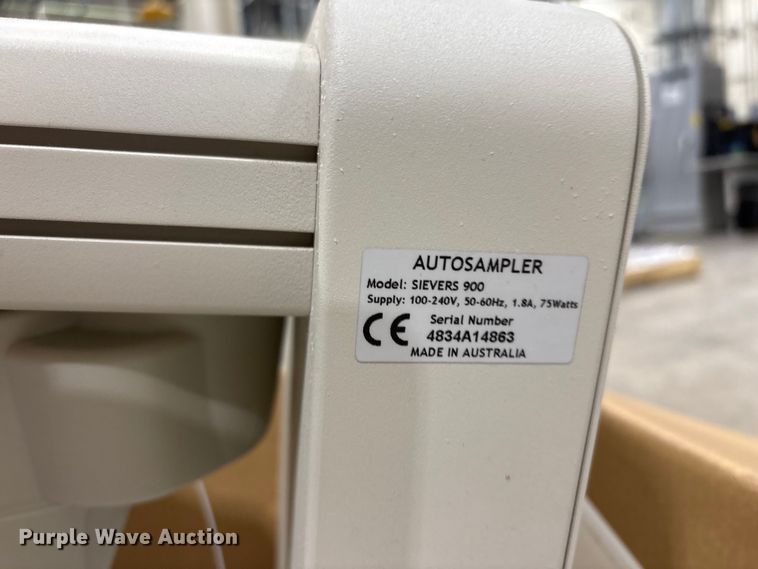 AUTOSAMPLER
Model: SIEVERS 900
Supply: 100-240V, 50-60Hz, 1.8A, 75Watts
CE
Serial Number
4834A14863
MADE IN AUSTRALIA
Purple Wave Auction®